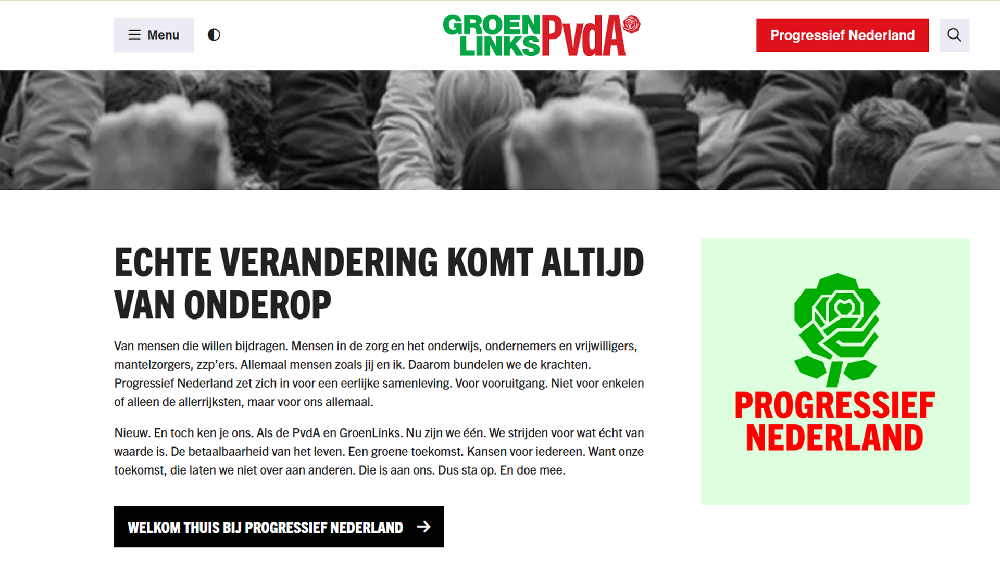 Menu
GROEN
LINKS
PvdA
Progressief Nederland
ECHTE VERANDERING KOMT ALTIJD
VAN ONDEROP
Van mensen die willen bijdragen. Mensen in de zorg en het onderwijs, ondernemers en vrijwilligers,
mantelzorgers, zzp’ers. Allemaal mensen zoals jij en ik. Daarom bundelen we de krachten.
Progressief Nederland zet zich in voor een eerlijke samenleving. Voor vooruitgang. Niet voor enkelen
of alleen de allerrijksten, maar voor ons allemaal.
Nieuw. En toch ken je ons. Als de PvdA en GroenLinks. Nu zijn we één. We strijden voor wat écht van
waarde is. De betaalbaarheid van het leven. Een groene toekomst. Kansen voor iedereen. Want onze
toekomst, die laten we niet over aan anderen. Die is aan ons. Dus sta op. En doe mee.
WELKOM THUIS BIJ PROGRESSIEF NEDERLAND
PROGRESSIEF
NEDERLAND